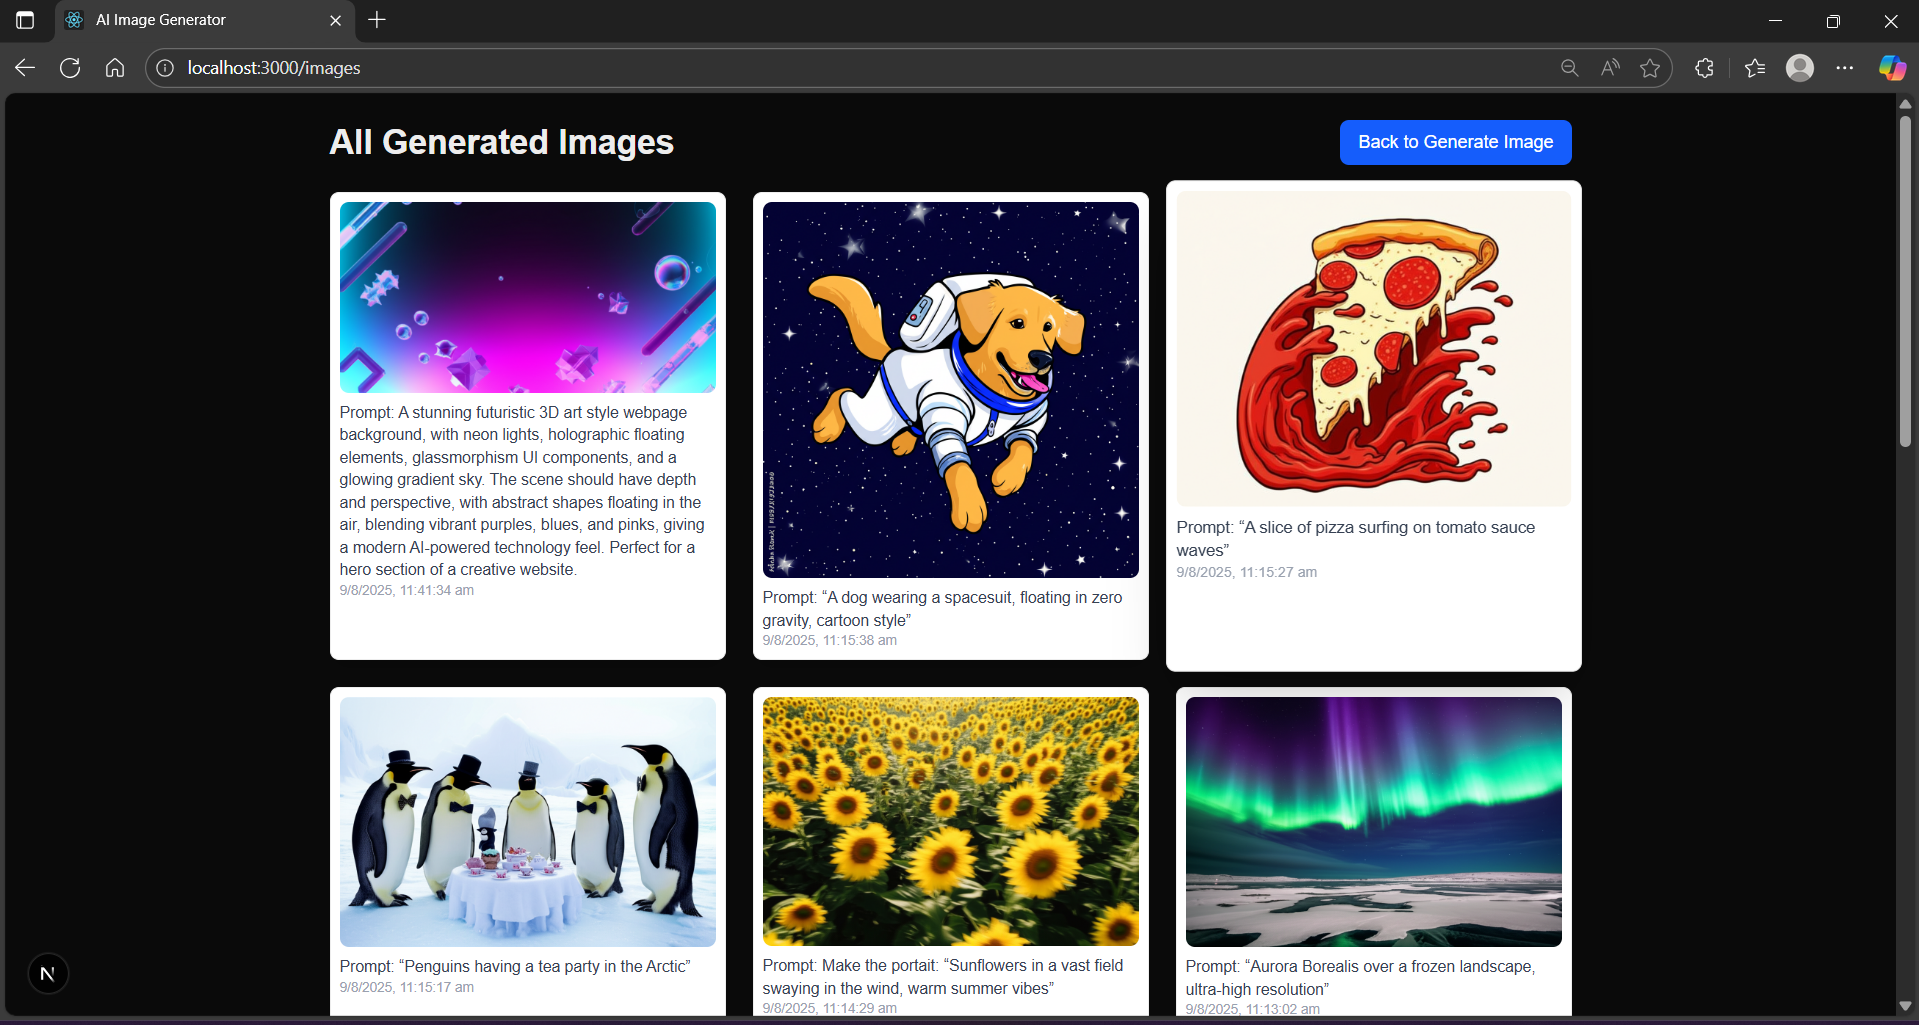 AI Image Generator
localhost:3000/images
All Generated Images
Back to Generate Image
Prompt: A stunning futuristic 3D art style webpage
background, with neon lights, holographic floating
elements, glassmorphism UI components, and a
glowing gradient sky. The scene should have depth
and perspective, with abstract shapes floating in the
air, blending vibrant purples, blues, and pinks, giving
a modern AI-powered technology feel. Perfect for a
hero section of a creative website.
9/8/2025, 11:41:34 am
Prompt: “A dog wearing a spacesuit, floating in zero
gravity, cartoon style”
9/8/2025, 11:15:38 am
Prompt: “A slice of pizza surfing on tomato sauce
waves”
9/8/2025, 11:15:27 am
Prompt: “Penguins having a tea party in the Arctic”
9/8/2025, 11:15:17 am
Prompt: Make the portait: “Sunflowers in a vast field
swaying in the wind, warm summer vibes”
9/8/2025, 11:14:29 am
Prompt: “Aurora Borealis over a frozen landscape,
ultra-high resolution”
9/8/2025, 11:13:02 am
N